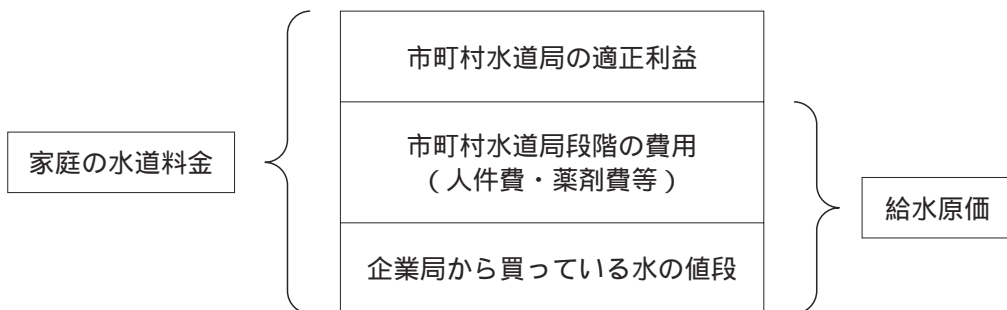 市町村水道局の適正利益
家庭の水道料金
市町村水道局段階の費用
（人件費・薬剤費等）
給水原価
企業局から買っている水の値段